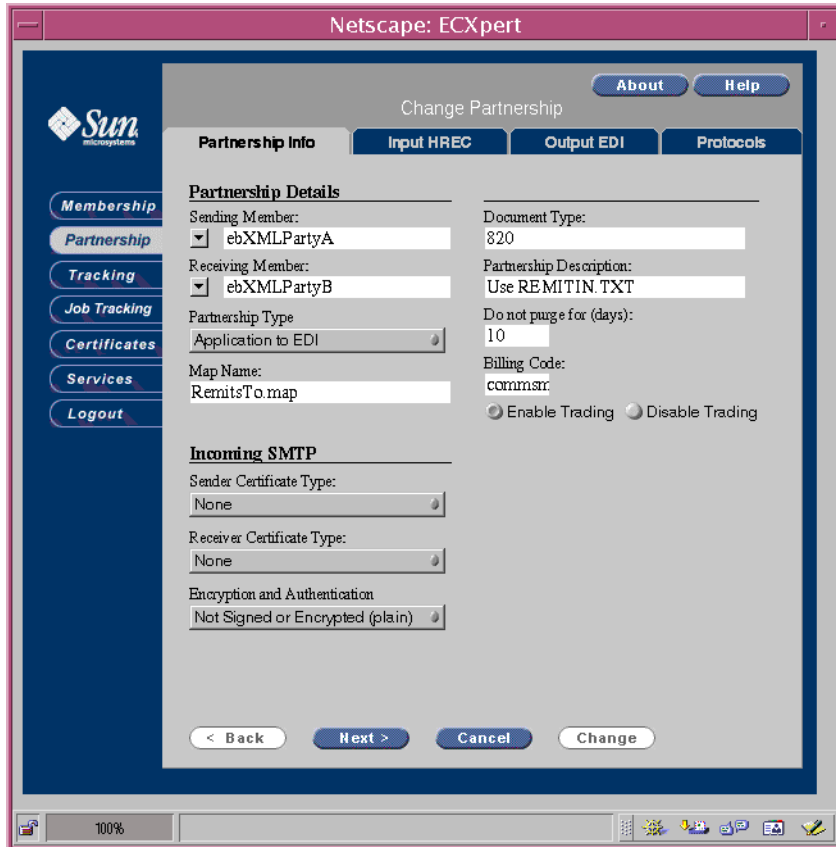 Netscape: ECXpert
About
Help
Change Partnership
Sun
microsystems
Partnership Info
Input HREC
Output EDI
Protocols
Membership
Partnership
Tracking
Job Tracking
Certificates
Services
Logout
Partnership Details
Sending Member:
ebXMLPartyA
Receiving Member:
ebXMLPartyB
Partnership Type
Application to EDI
Map Name:
RemitsTo.map
Document Type:
820
Partnership Description:
Use REMITIN.TXT
Do not purge for (days):
10
Billing Code:
commsm
Enable Trading
Disable Trading
Incoming SMTP
Sender Certificate Type:
None
Receiver Certificate Type:
None
Encryption and Authentication
Not Signed or Encrypted (plain)
< Back
Next >
Cancel
Change
100%